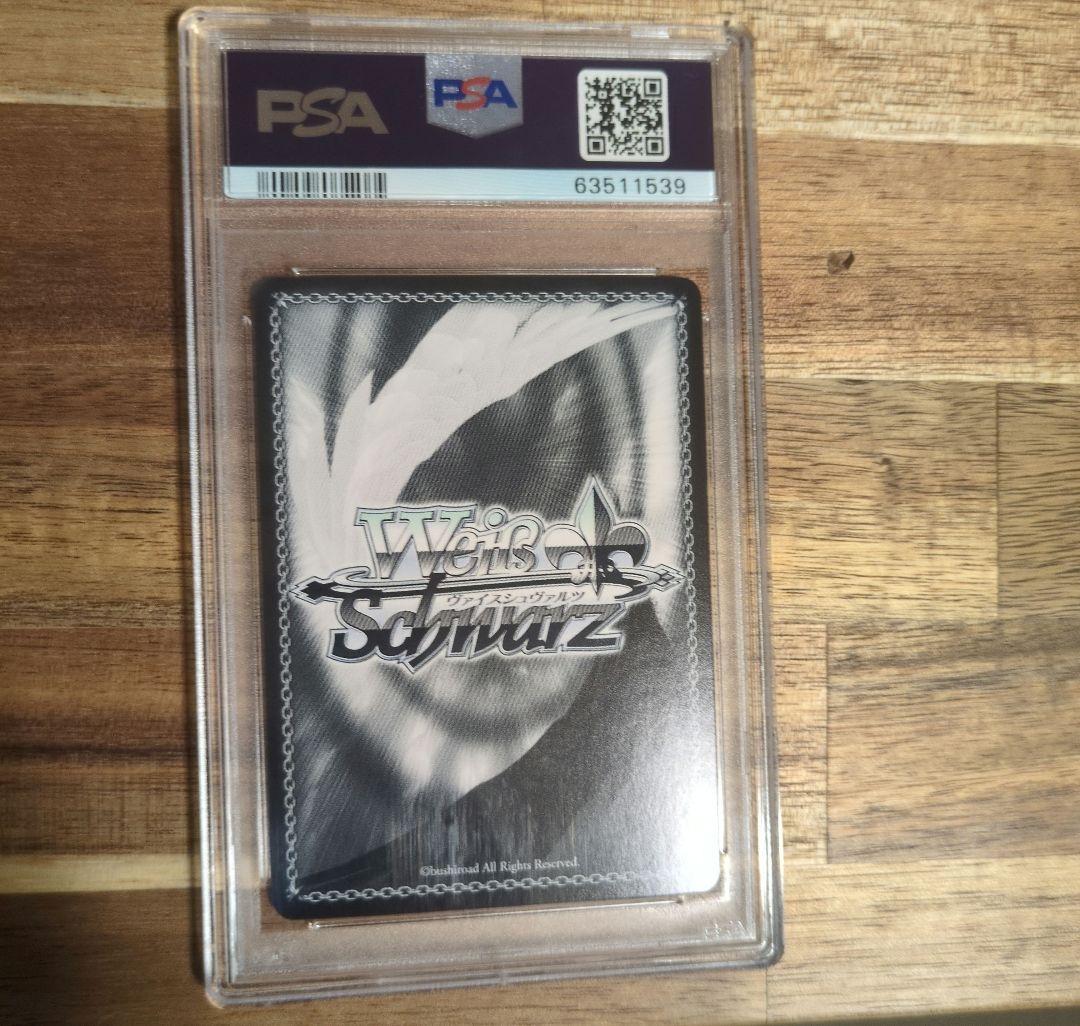 PSA
PSA
63511539
Weiß
ヴァイスシュヴァルツ
Schwarz
©bushiroad All Rights Reserved.
PSA